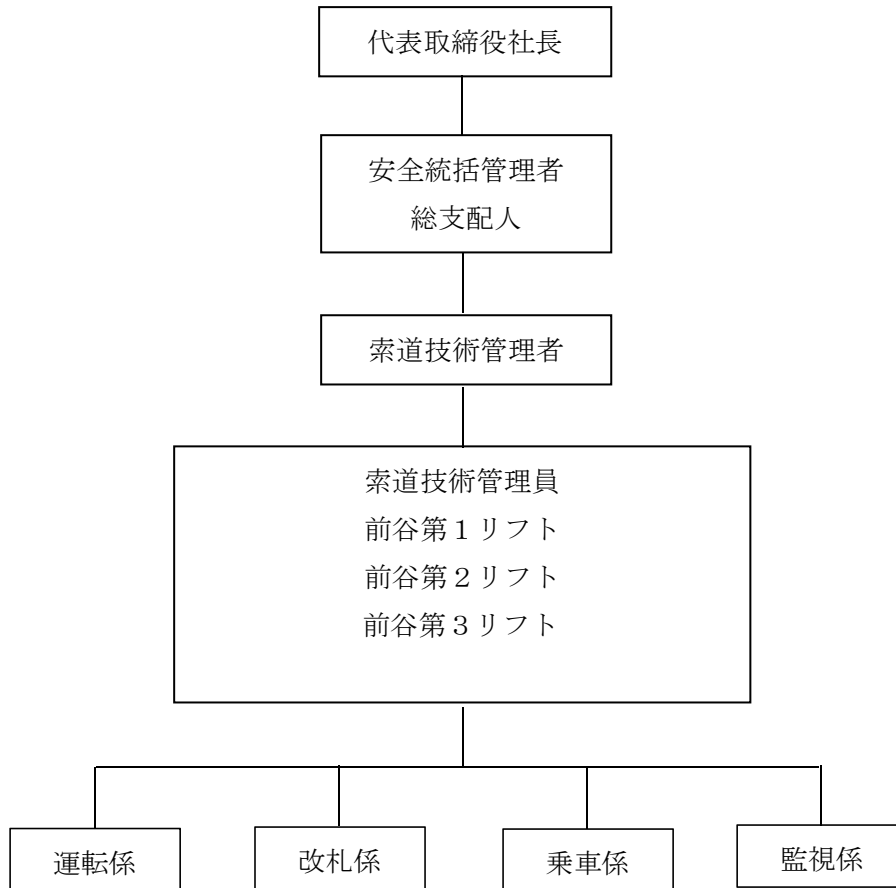 代表取締役社長
安全統括管理者
総支配人
索道技術管理者
索道技術管理員
前谷第１リフト
前谷第２リフト
前谷第３リフト
運転係
改札係
乗車係
監視係